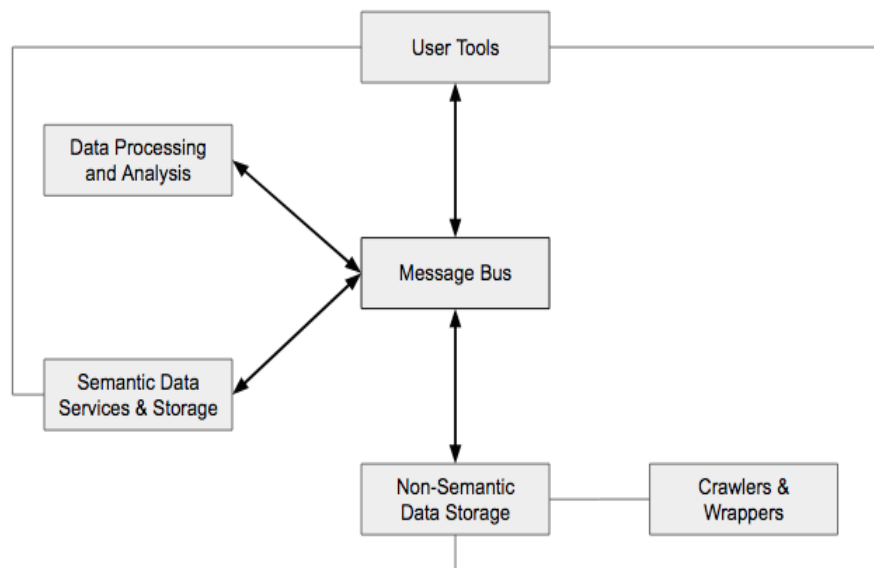 User Tools
Data Processing
and Analysis
Message Bus
Semantic Data
Services & Storage
Non-Semantic
Data Storage
Crawlers &
Wrappers